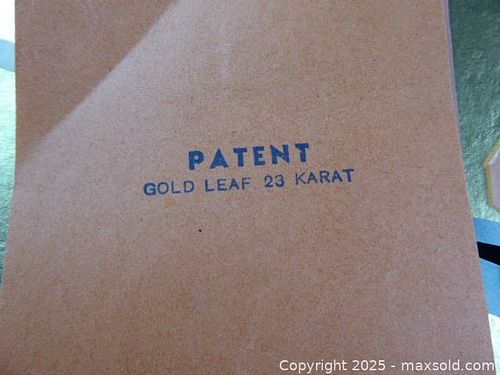 PATENT
GOLD LEAF 23 KARAT
Copyright 2025 - maxsold.com